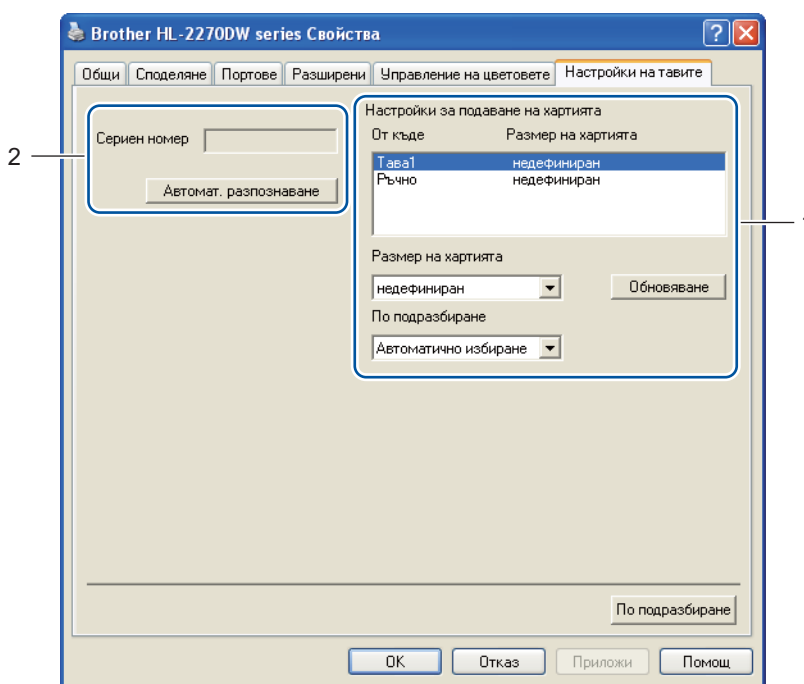 Brother HL-2270DW series Свойства
Общи Споделяне Портове Разширени Управление на цветовете Настройки на тавите
Настройки за подаване на хартията
От къде Размер на хартията
Тава1 недефиниран
Ръчно недефиниран
Размер на хартията
недефиниран Обновяване
По подразбиране
Автоматично избиране
2
Сериен номер
Автомат. разпознаване
По подразбиране
OK Отказ Приложи Помощ